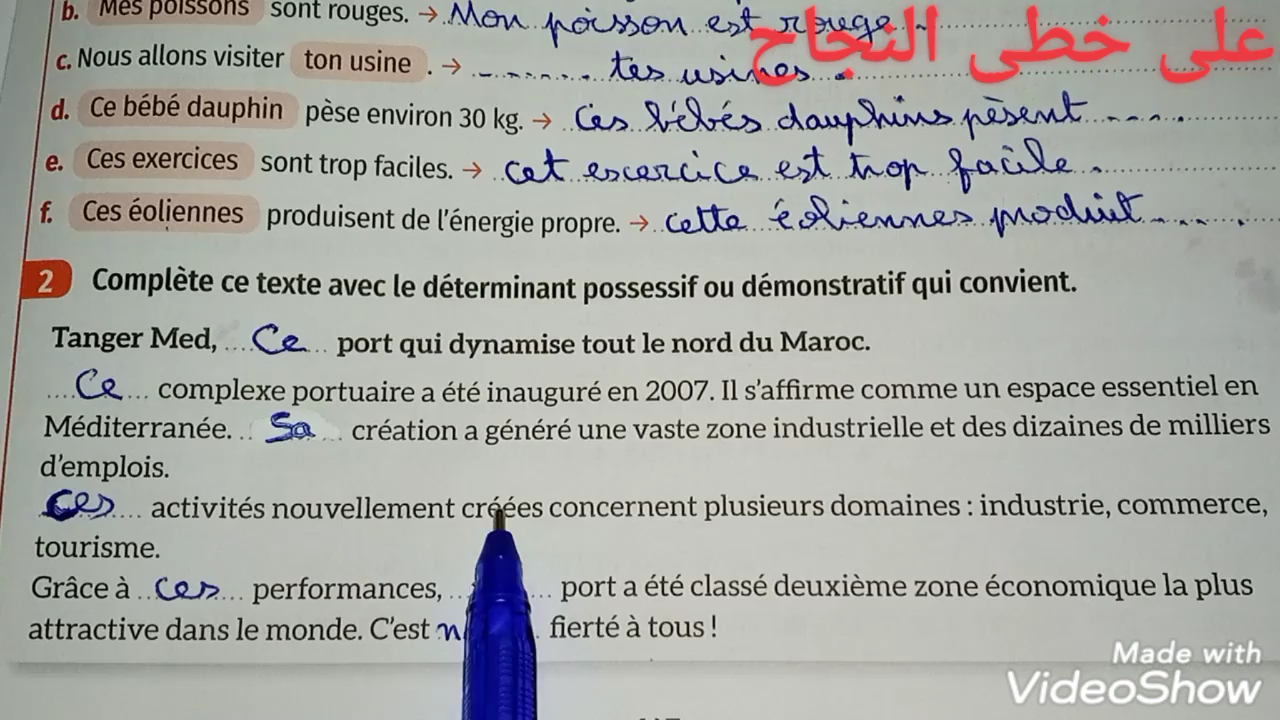 b. Mes poissons sont rouges. → Mon poisson est rouge.
على خطى النجاح
c. Nous allons visiter ton usine . → ........ tes usines .
d. Ce bébé dauphin pèse environ 30 kg. → Ces bébés dauphins pèsent .....
e. Ces exercices sont trop faciles. → cet escercice est trop facile .
f. Ces éoliennes produisent de l'énergie propre. → cette éoliennes produit .... .
2 Complète ce texte avec le déterminant possessif ou démonstratif qui convient.
Tanger Med, ... Ce ... port qui dynamise tout le nord du Maroc.
... Ce ... complexe portuaire a été inauguré en 2007. Il s'affirme comme un espace essentiel en
Méditerranée. .. Sa ... création a généré une vaste zone industrielle et des dizaines de milliers
d'emplois.
Ces .... activités nouvellement créées concernent plusieurs domaines : industrie, commerce,
tourisme.
Grâce à .. ces .... performances, ... port a été classé deuxième zone économique la plus
attractive dans le monde. C'est fierté à tous !
Made with
VideoShow